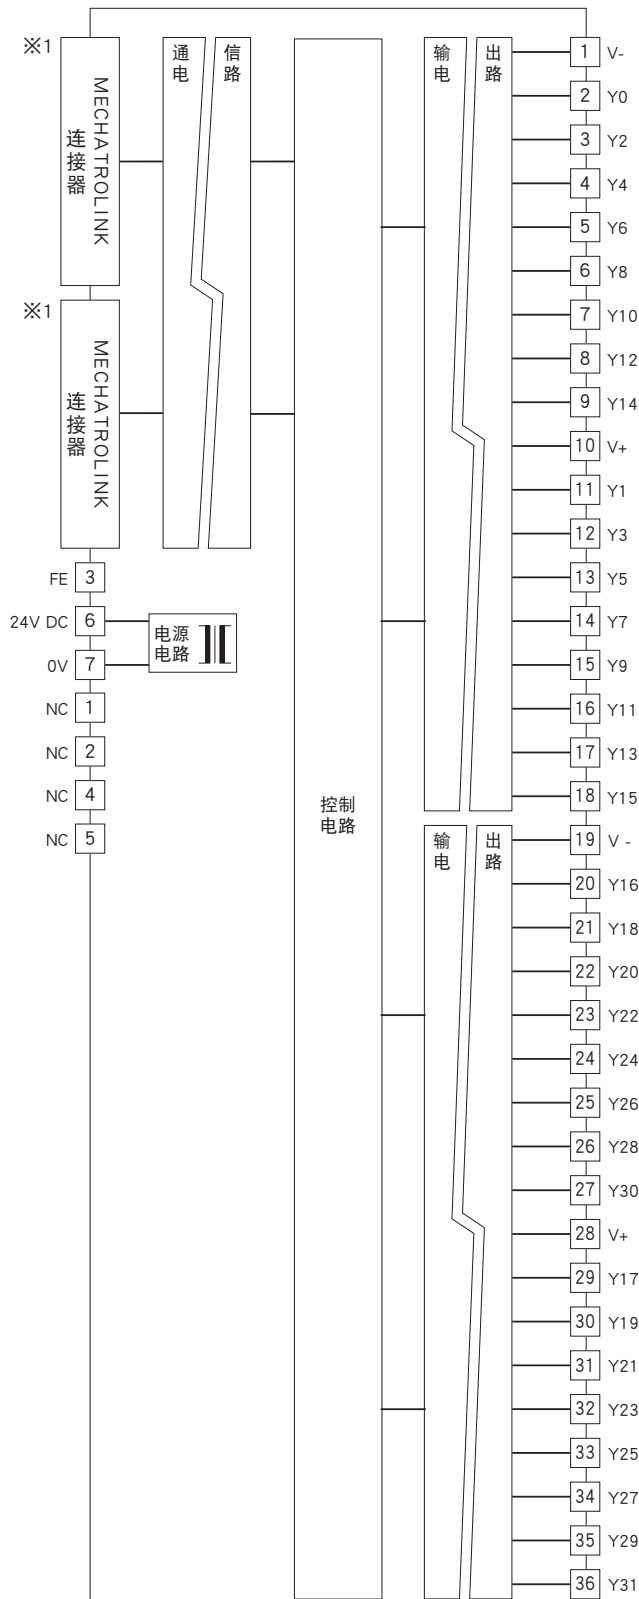 ※1
MECHATROLINK
连接器
※1
MECHATROLINK
连接器
FE 3
24V DC 6
0V 7
NC 1
NC 2
NC 4
NC 5
电源
电路
通信
电路
控制
电路
输出
电路
输出
电路
1 V-
2 Y0
3 Y2
4 Y4
5 Y6
6 Y8
7 Y10
8 Y12
9 Y14
10 V+
11 Y1
12 Y3
13 Y5
14 Y7
15 Y9
16 Y11
17 Y13
18 Y15
19 V -
20 Y16
21 Y18
22 Y20
23 Y22
24 Y24
25 Y26
26 Y28
27 Y30
28 V+
29 Y17
30 Y19
31 Y21
32 Y23
33 Y25
34 Y27
35 Y29
36 Y31